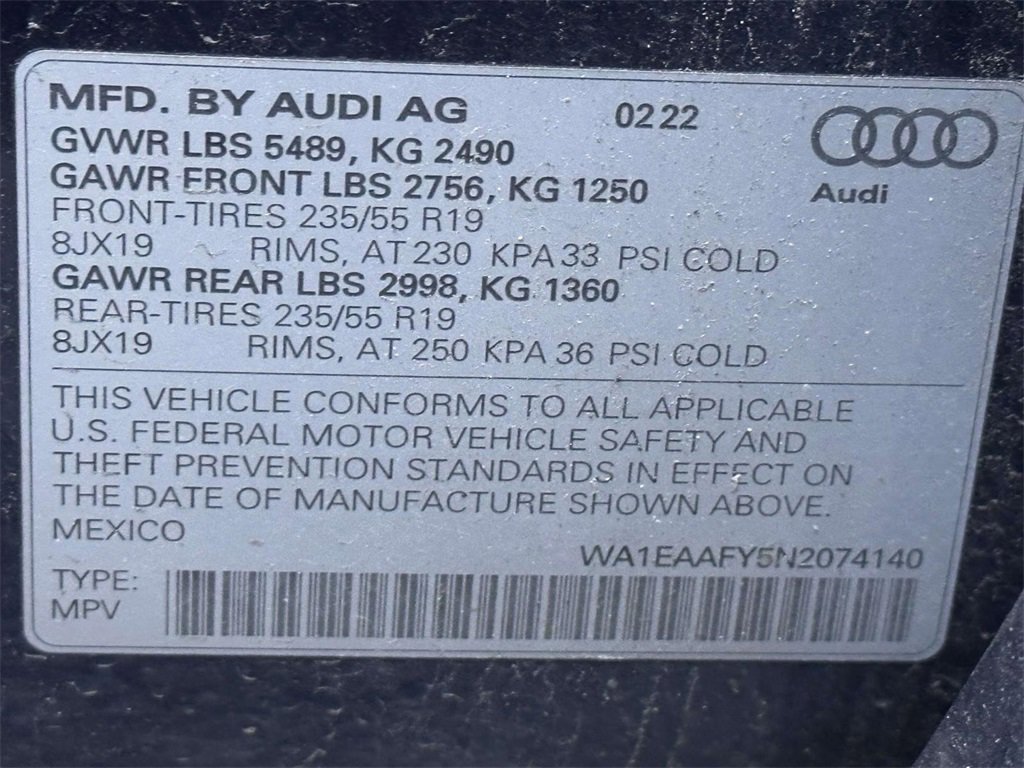 MFD. BY AUDI AG 02 22
GVWR LBS 5489, KG 2490
GAWR FRONT LBS 2756, KG 1250
Audi
FRONT-TIRES 235/55 R19
8JX19 RIMS, AT 230 KPA 33 PSI COLD
GAWR REAR LBS 2998, KG 1360
REAR-TIRES 235/55 R19
8JX19 RIMS, AT 250 KPA 36 PSI COLD
THIS VEHICLE CONFORMS TO ALL APPLICABLE
U.S. FEDERAL MOTOR VEHICLE SAFETY AND
THEFT PREVENTION STANDARDS IN EFFECT ON
THE DATE OF MANUFACTURE SHOWN ABOVE.
MEXICO
WA1EAAFY5N2074140
TYPE:
MPV